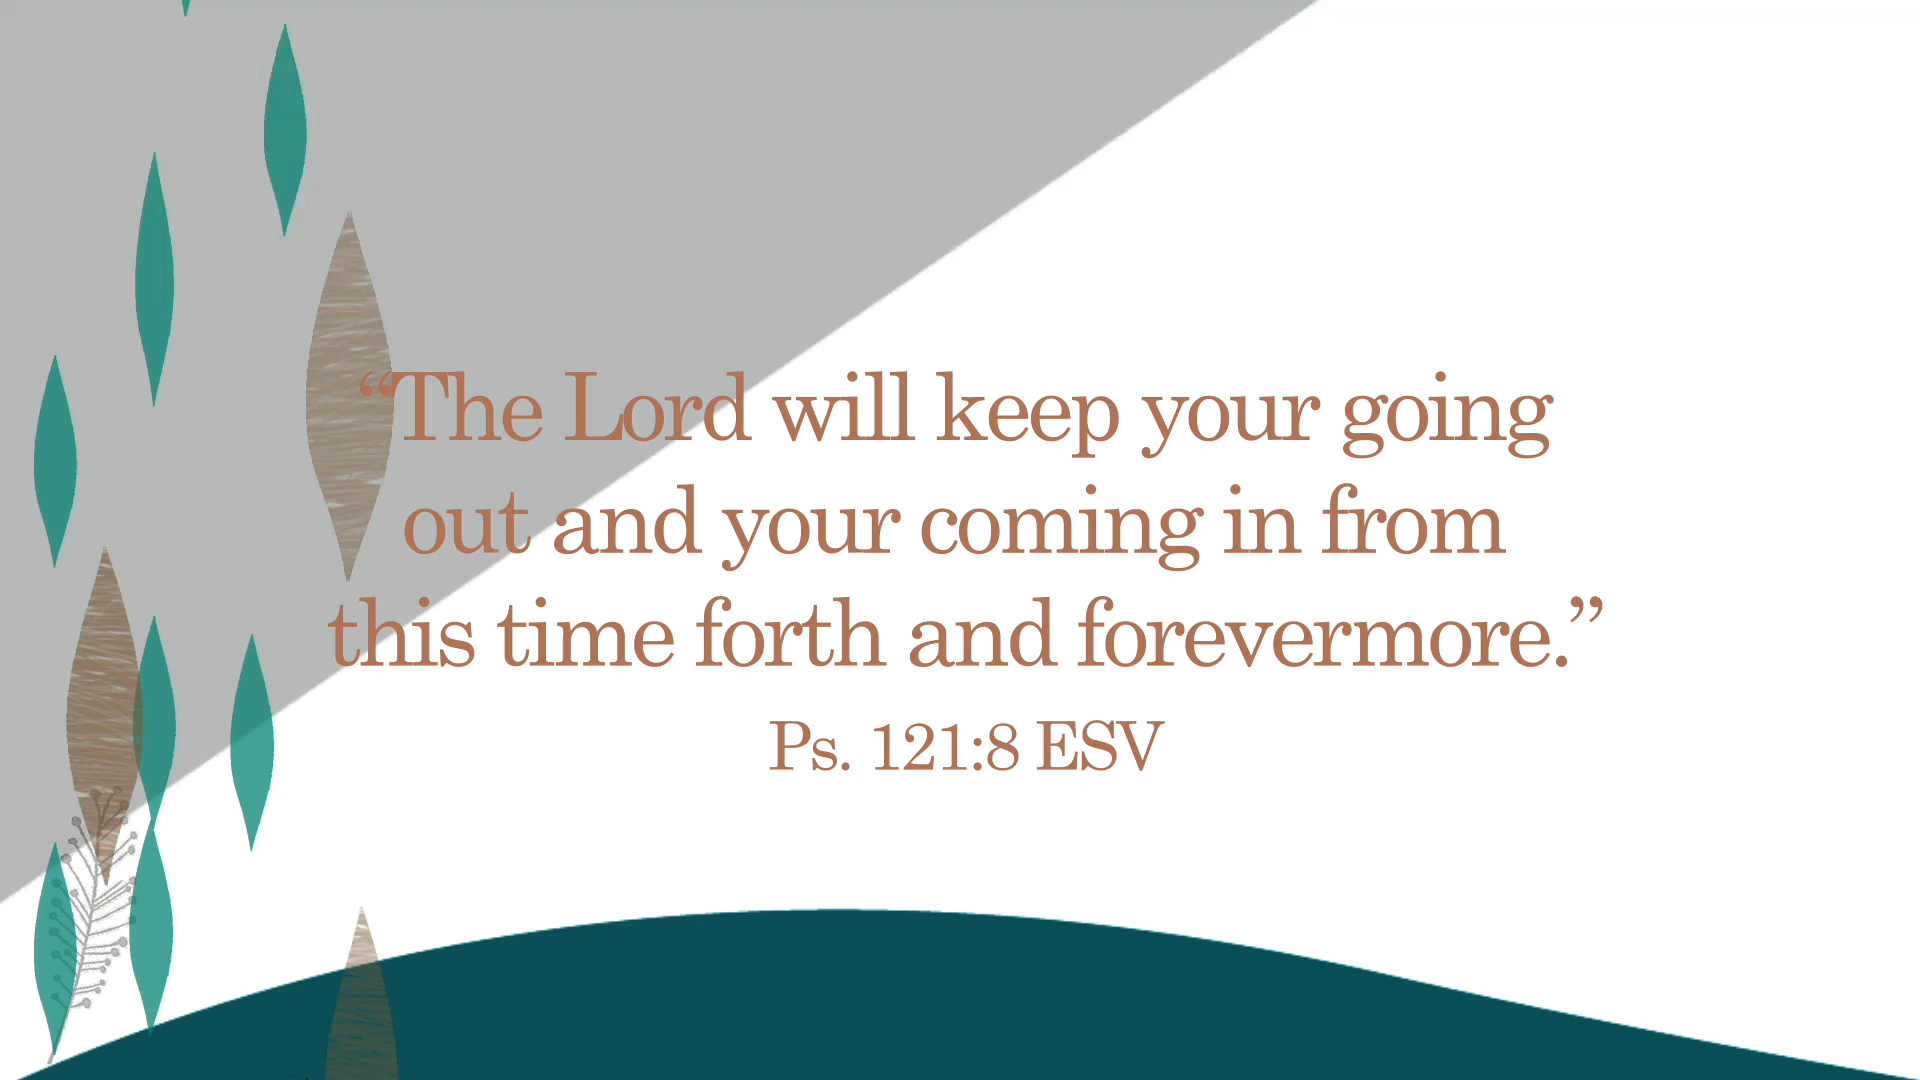 “The Lord will keep your going
out and your coming in from
this time forth and forevermore.”
Ps. 121:8 ESV